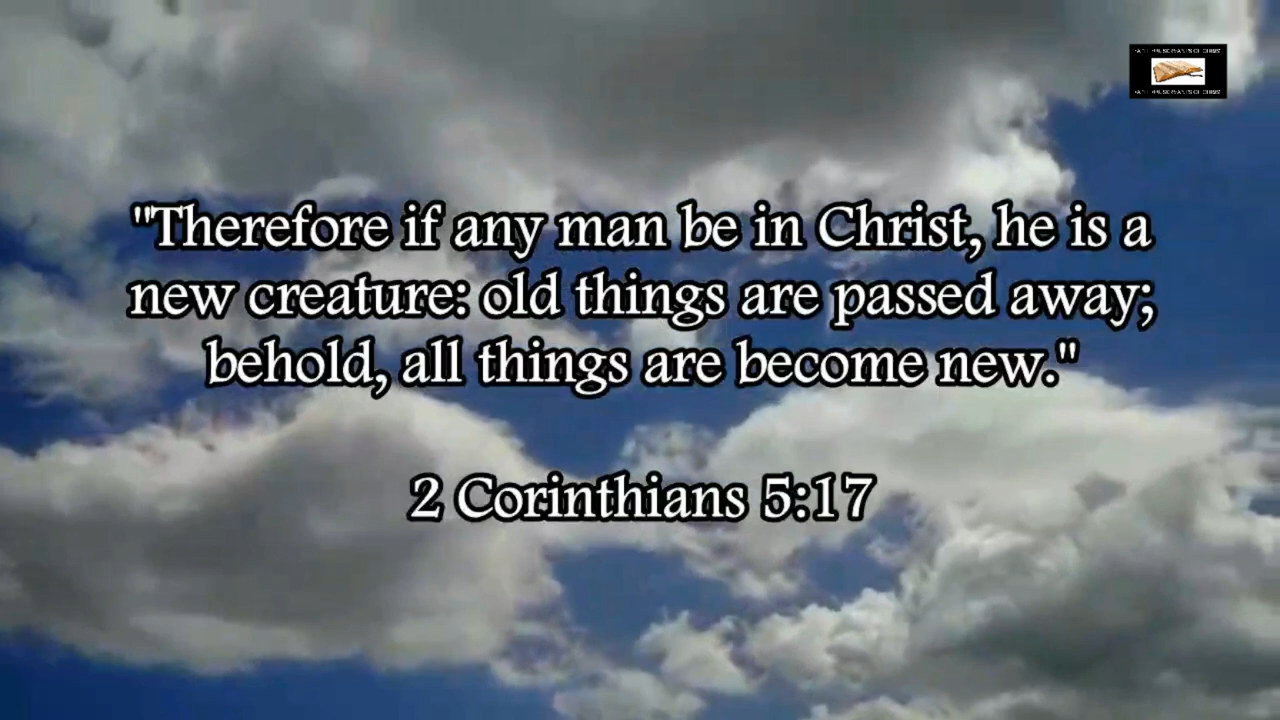 "Therefore if any man be in Christ, he is a
new creature: old things are passed away;
behold, all things are become new."
2 Corinthians 5:17